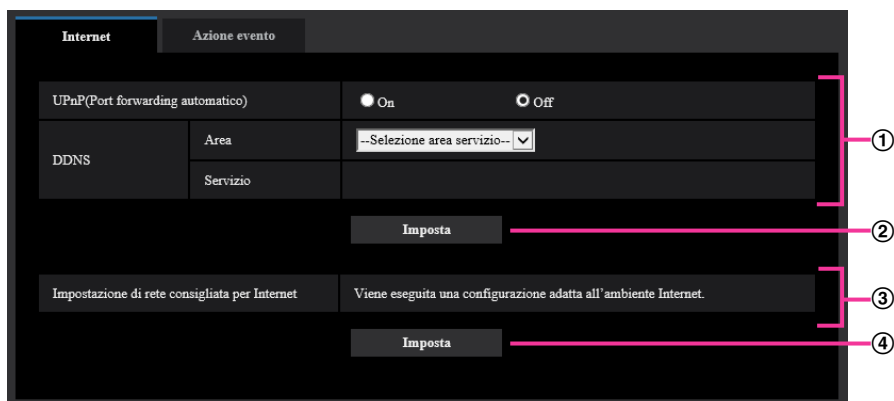 Internet
Azione evento
UPnP(Port forwarding automatico)
On
Off
DDNS
Area
--Selezione area servizio--
Servizio
①
Imposta
②
Impostazione di rete consigliata per Internet
Viene eseguita una configurazione adatta all'ambiente Internet.
③
Imposta
④